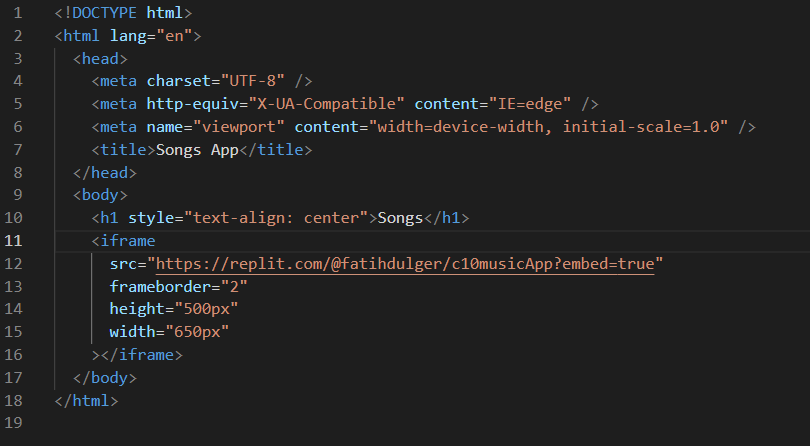 1 <!DOCTYPE html>
2 <html lang="en">
3 <head>
4 <meta charset="UTF-8" />
5 <meta http-equiv="X-UA-Compatible" content="IE=edge" />
6 <meta name="viewport" content="width=device-width, initial-scale=1.0" />
7 <title>Songs App</title>
8 </head>
9 <body>
10 <h1 style="text-align: center">Songs</h1>
11 <iframe
12 src="https://replit.com/@fatihdulger/c10musicApp?embed=true"
13 frameborder="2"
14 height="500px"
15 width="650px"
16 ></iframe>
17 </body>
18 </html>
19